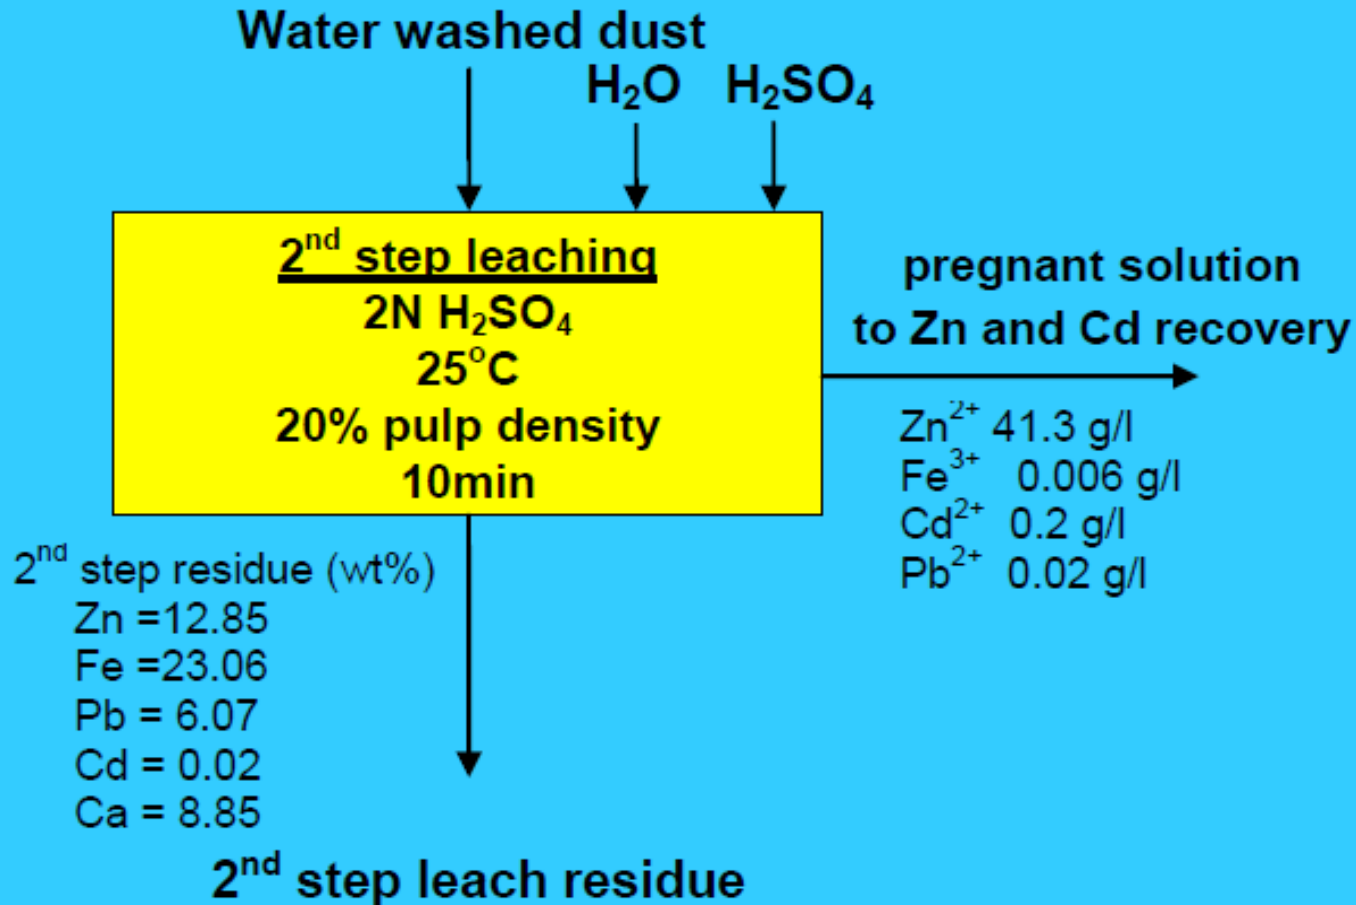 Water washed dust
H₂O H₂SO₄
2ⁿᵈ step leaching
2N H₂SO₄
25°C
20% pulp density
10min
pregnant solution
to Zn and Cd recovery
Zn²⁺ 41.3 g/l
Fe³⁺ 0.006 g/l
Cd²⁺ 0.2 g/l
Pb²⁺ 0.02 g/l
2ⁿᵈ step residue (wt%)
Zn =12.85
Fe =23.06
Pb = 6.07
Cd = 0.02
Ca = 8.85
2ⁿᵈ step leach residue